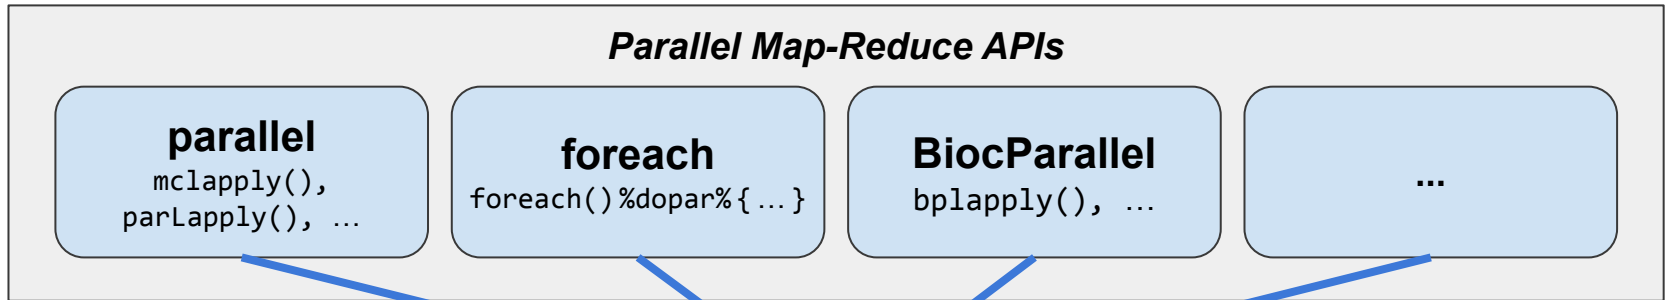 Parallel Map-Reduce APIs
parallel
mclapply(),
parLapply(), ...
foreach
foreach()%dopar%{...}
BiocParallel
bplapply(), ...
...